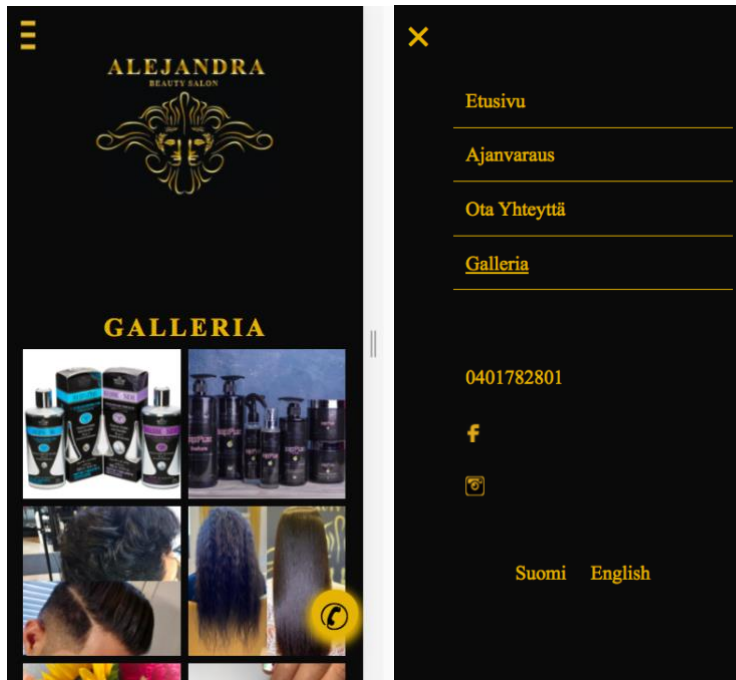 ALEJANDRA
BEAUTY SALON
GALLERIA
Etusivu
Ajanvaraus
Ota Yhteyttä
Galleria
0401782801
Suomi English